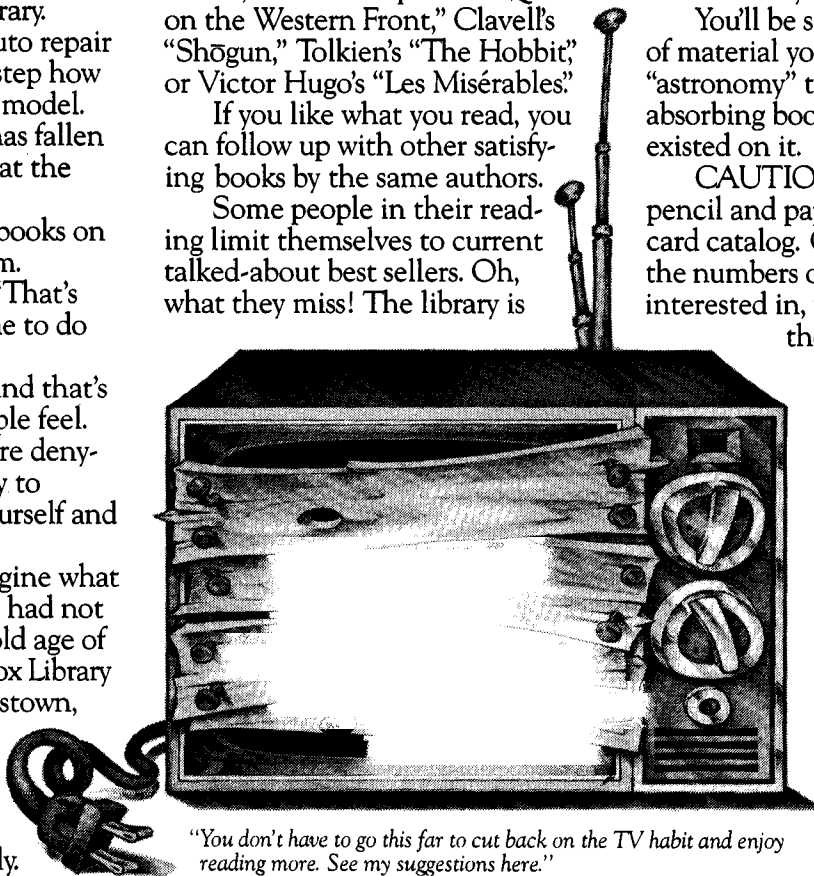 rary.
uto repair
step how
model.
has fallen
at the
books on
m.
“That's
e to do
nd that's
ple feel.
re deny-
y to
urself and
gine what
had not
old age of
ox Library
stown,
ly.
on the Western Front,” Clavell's
“Shōgun,” Tolkien's “The Hobbit,”
or Victor Hugo's “Les Misérables.”
If you like what you read, you
can follow up with other satisfy-
ing books by the same authors.
Some people in their read-
ing limit themselves to current
talked-about best sellers. Oh,
what they miss! The library is
You'll be s
of material yo
“astronomy” t
absorbing boo
existed on it.
CAUTIO
pencil and pa
card catalog.
the numbers o
interested in,
the
“You don't have to go this far to cut back on the TV habit and enjoy
reading more. See my suggestions here.”